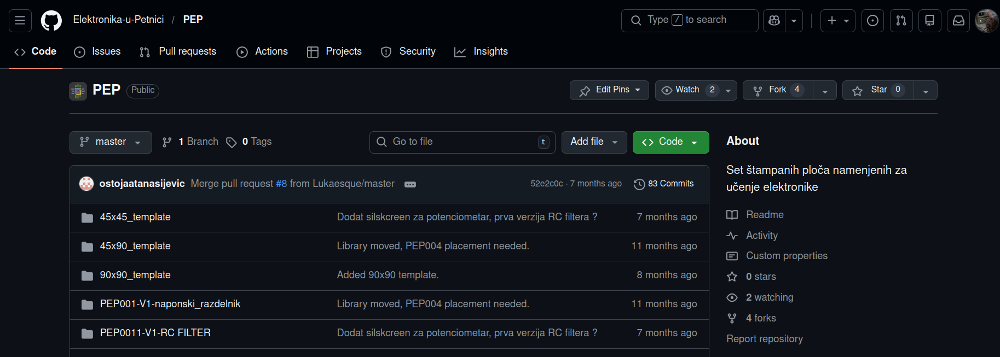 Elektronika-u-Petnici / PEP
Type / to search
Code Issues Pull requests Actions Projects Security Insights
PEP Public
Edit Pins Watch 2 Fork 4 Star 0
master 1 Branch 0 Tags Go to file t Add file Code
ostojaatanasijevic Merge pull request #8 from Lukaesque/master 52e2c0c · 7 months ago 83 Commits
45x45_template Dodat silskcreen za potenciometar, prva verzija RC filtera ? 7 months ago
45x90_template Library moved, PEP004 placement needed. 11 months ago
90x90_template Added 90x90 template. 8 months ago
PEP001-V1-naponski_razdelnik Library moved, PEP004 placement needed. 11 months ago
PEP0011-V1-RC FILTER Dodat silskcreen za potenciometar, prva verzija RC filtera ? 7 months ago
About
Set štampanih ploča namenjenih za
učenje elektronike
Readme
Activity
Custom properties
0 stars
2 watching
4 forks
Report repository